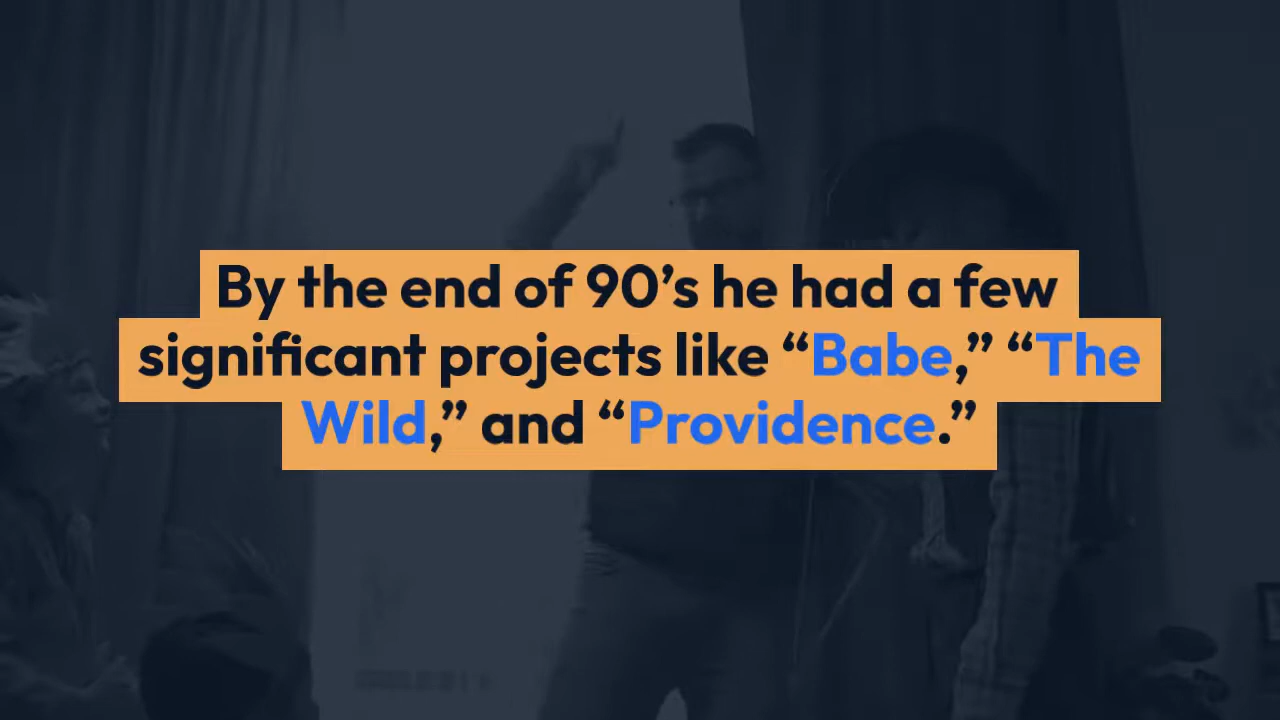 By the end of 90’s he had a few
significant projects like “Babe,” “The
Wild,” and “Providence.”